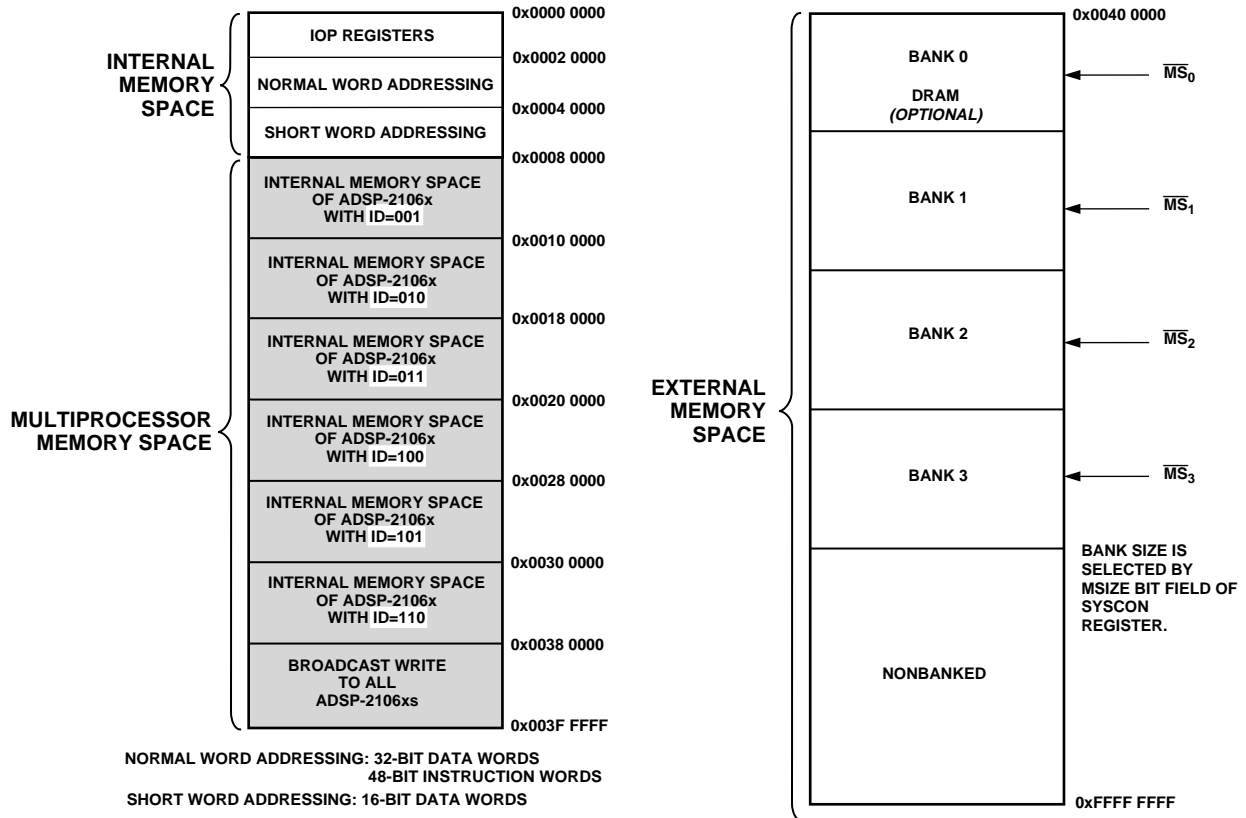 0x0000 0000
IOP REGISTERS
0x0002 0000
INTERNAL
MEMORY
SPACE
NORMAL WORD ADDRESSING
0x0004 0000
SHORT WORD ADDRESSING
0x0008 0000
INTERNAL MEMORY SPACE
OF ADSP-2106x
WITH ID=001
0x0010 0000
INTERNAL MEMORY SPACE
OF ADSP-2106x
WITH ID=010
0x0018 0000
INTERNAL MEMORY SPACE
OF ADSP-2106x
WITH ID=011
0x0020 0000
MULTIPROCESSOR
MEMORY SPACE
INTERNAL MEMORY SPACE
OF ADSP-2106x
WITH ID=100
0x0028 0000
INTERNAL MEMORY SPACE
OF ADSP-2106x
WITH ID=101
0x0030 0000
INTERNAL MEMORY SPACE
OF ADSP-2106x
WITH ID=110
0x0038 0000
BROADCAST WRITE
TO ALL
ADSP-2106xs
0x003F FFFF
NORMAL WORD ADDRESSING: 32-BIT DATA WORDS
48-BIT INSTRUCTION WORDS
SHORT WORD ADDRESSING: 16-BIT DATA WORDS
0x0040 0000
BANK 0
MS0
DRAM
(OPTIONAL)
BANK 1
MS1
BANK 2
MS2
EXTERNAL
MEMORY
SPACE
BANK 3
MS3
BANK SIZE IS
SELECTED BY
MSIZE BIT FIELD OF
SYSCON
REGISTER.
NONBANKED
0xFFFF FFFF